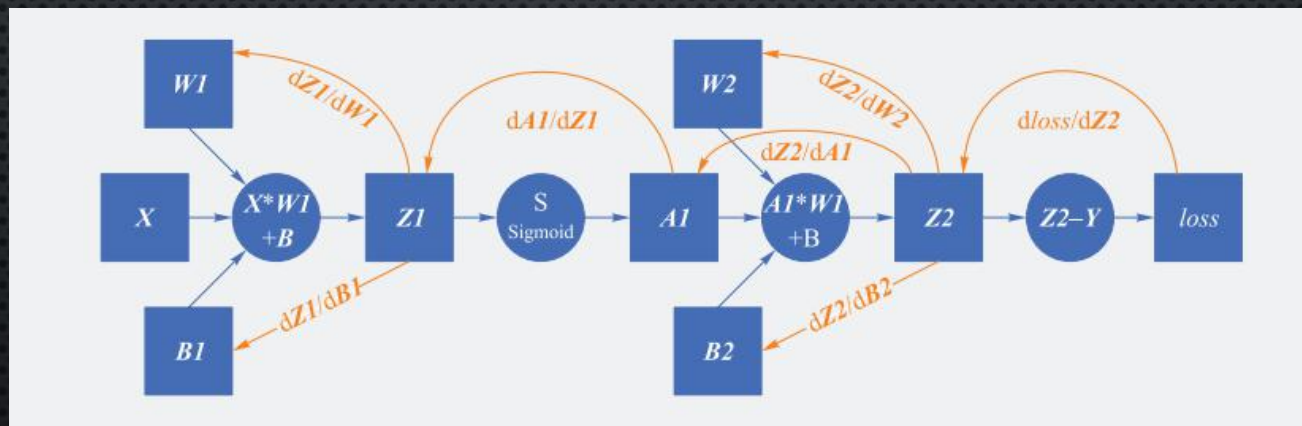 W1
dZ1/dW1
dA1/dZ1
W2
dZ2/dW2
dloss/dZ2
dZ2/dA1
X
X*W1
+B
Z1
S
Sigmoid
A1
A1*W1
+B
Z2
Z2–Y
loss
dZ1/dB1
dZ2/dB2
B1
B2